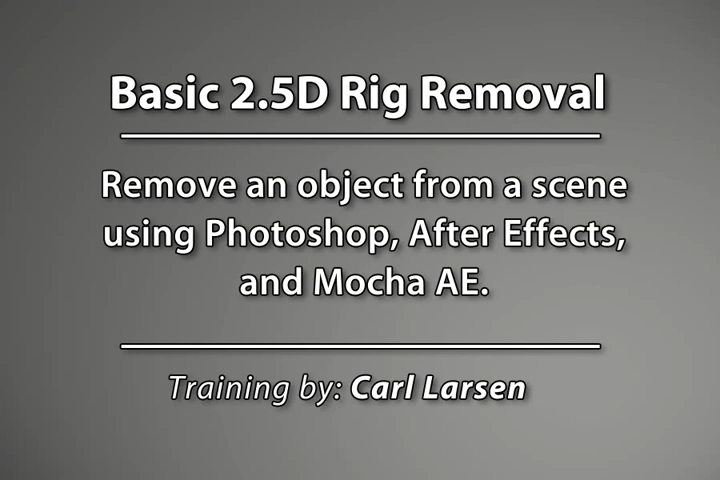 Basic 2.5D Rig Removal
Remove an object from a scene
using Photoshop, After Effects,
and Mocha AE.
Training by: Carl Larsen